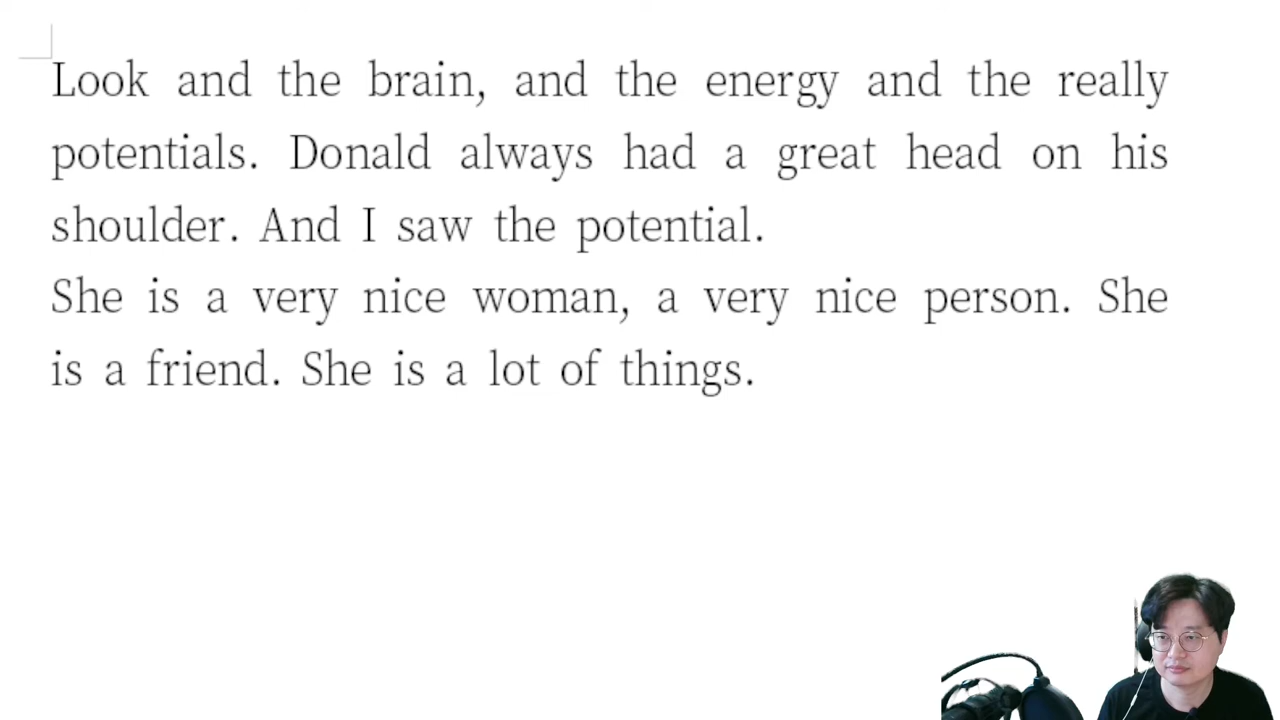 Look and the brain, and the energy and the really
potentials. Donald always had a great head on his
shoulder. And I saw the potential.
She is a very nice woman, a very nice person. She
is a friend. She is a lot of things.